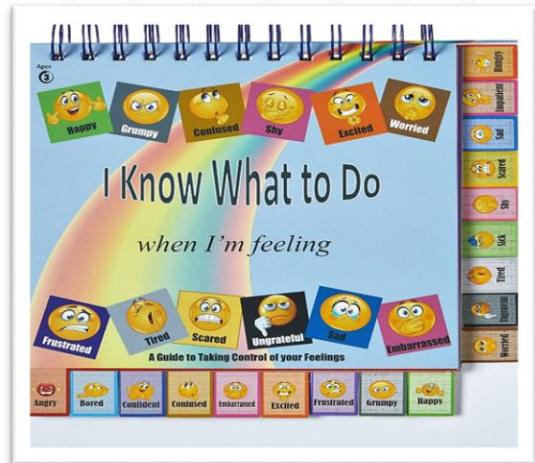 Ages
3
Happy
Grumpy
Confused
Shy
Excited
Worried
I Know What to Do
when I'm feeling
Frustrated
Tired
Scared
Ungrateful
Sad
Embarrassed
A Guide to Taking Control of your Feelings
Hungry
Impatient
Sad
Scared
Shy
Sick
Tired
Ungrateful
Worried
Angry
Bored
Confident
Confused
Embarrassed
Excited
Frustrated
Grumpy
Happy